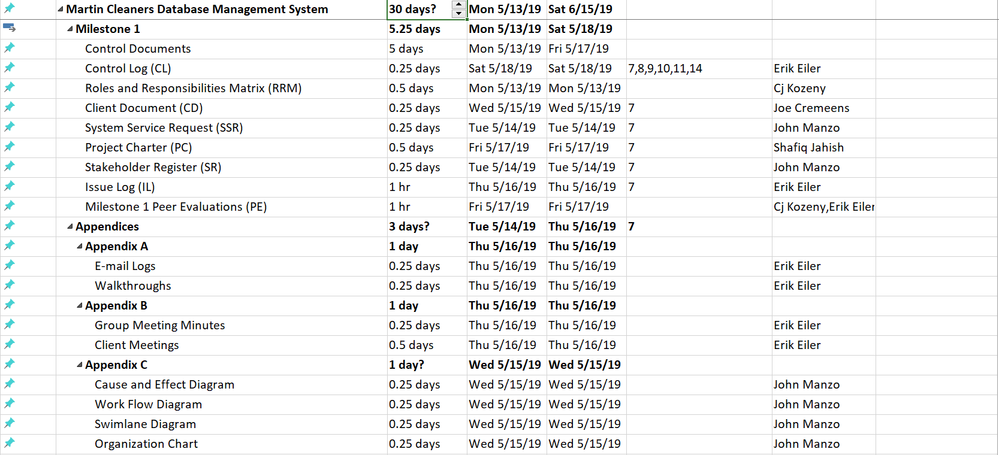 Martin Cleaners Database Management System 30 days? Mon 5/13/19 Sat 6/15/19
Milestone 1 5.25 days Mon 5/13/19 Sat 5/18/19
Control Documents 5 days Mon 5/13/19 Fri 5/17/19
Control Log (CL) 0.25 days Sat 5/18/19 Sat 5/18/19 7,8,9,10,11,14 Erik Eiler
Roles and Responsibilities Matrix (RRM) 0.5 days Mon 5/13/19 Mon 5/13/19 Cj Kozeny
Client Document (CD) 0.25 days Wed 5/15/19 Wed 5/15/19 7 Joe Cremeens
System Service Request (SSR) 0.25 days Tue 5/14/19 Tue 5/14/19 7 John Manzo
Project Charter (PC) 0.5 days Fri 5/17/19 Fri 5/17/19 7 Shafiq Jahish
Stakeholder Register (SR) 0.25 days Tue 5/14/19 Tue 5/14/19 7 John Manzo
Issue Log (IL) 1 hr Thu 5/16/19 Thu 5/16/19 7 Erik Eiler
Milestone 1 Peer Evaluations (PE) 1 hr Fri 5/17/19 Fri 5/17/19 Cj Kozeny,Erik Eiler
Appendices 3 days? Tue 5/14/19 Thu 5/16/19 7
Appendix A 1 day Thu 5/16/19 Thu 5/16/19
E-mail Logs 0.25 days Thu 5/16/19 Thu 5/16/19 Erik Eiler
Walkthroughs 0.25 days Thu 5/16/19 Thu 5/16/19 Erik Eiler
Appendix B 1 day Thu 5/16/19 Thu 5/16/19
Group Meeting Minutes 0.25 days Thu 5/16/19 Thu 5/16/19 Erik Eiler
Client Meetings 0.5 days Thu 5/16/19 Thu 5/16/19 Erik Eiler
Appendix C 1 day? Wed 5/15/19 Wed 5/15/19
Cause and Effect Diagram 0.25 days Wed 5/15/19 Wed 5/15/19 John Manzo
Work Flow Diagram 0.25 days Wed 5/15/19 Wed 5/15/19 John Manzo
Swimlane Diagram 0.25 days Wed 5/15/19 Wed 5/15/19 John Manzo
Organization Chart 0.25 days Wed 5/15/19 Wed 5/15/19 John Manzo